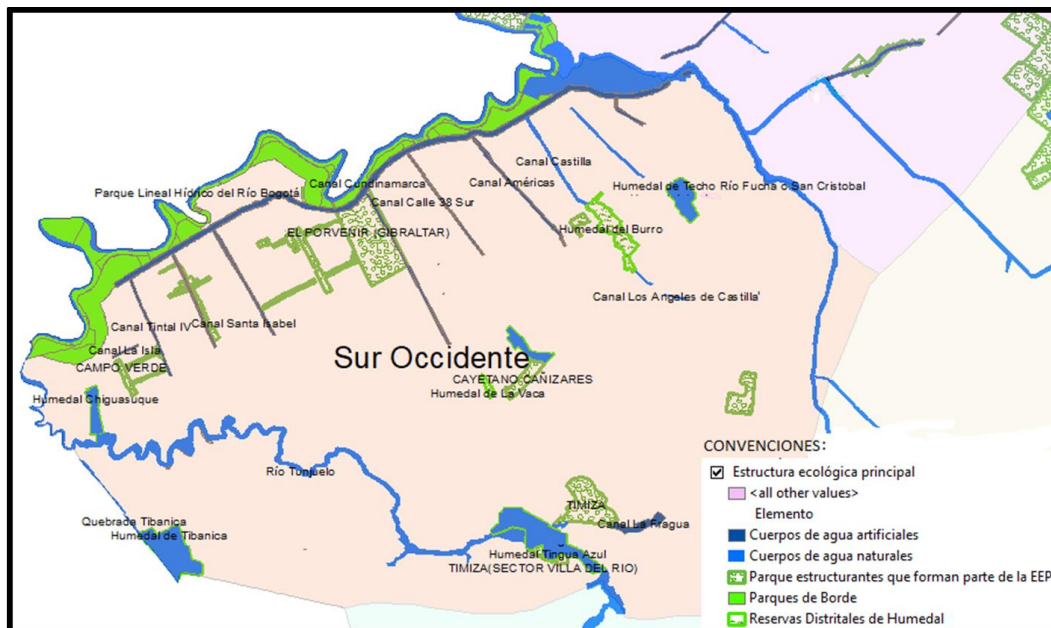 Parque Lineal Hídrico del Río Bogotá
Canal Cundinamarca
Canal Calle 38 Sur
Canal Américas
Canal Castilla
Humedal de Techo Río Fucha o San Cristobal
EL PORVENIR (GIBRALTAR)
Humedal del Burro
Canal Los Angeles de Castilla'
Canal Tintal IV
Canal Santa Isabel
Canal La Isla
CAMPO VERDE
Sur Occidente
CAYETANO CAÑIZARES
Humedal de La Vaca
Humedal Chiguasuque
Río Tunjuelo
Quebrada Tibanica
Humedal de Tibanica
TIMIZA
Canal La Fragua
Humedal Tingua Azul
TIMIZA(SECTOR VILLA DEL RIO)
CONVENCIONES:
Estructura ecológica principal
<all other values>
Elemento
Cuerpos de agua artificiales
Cuerpos de agua naturales
Parque estructurantes que forman parte de la EEP
Parques de Borde
Reservas Distritales de Humedal